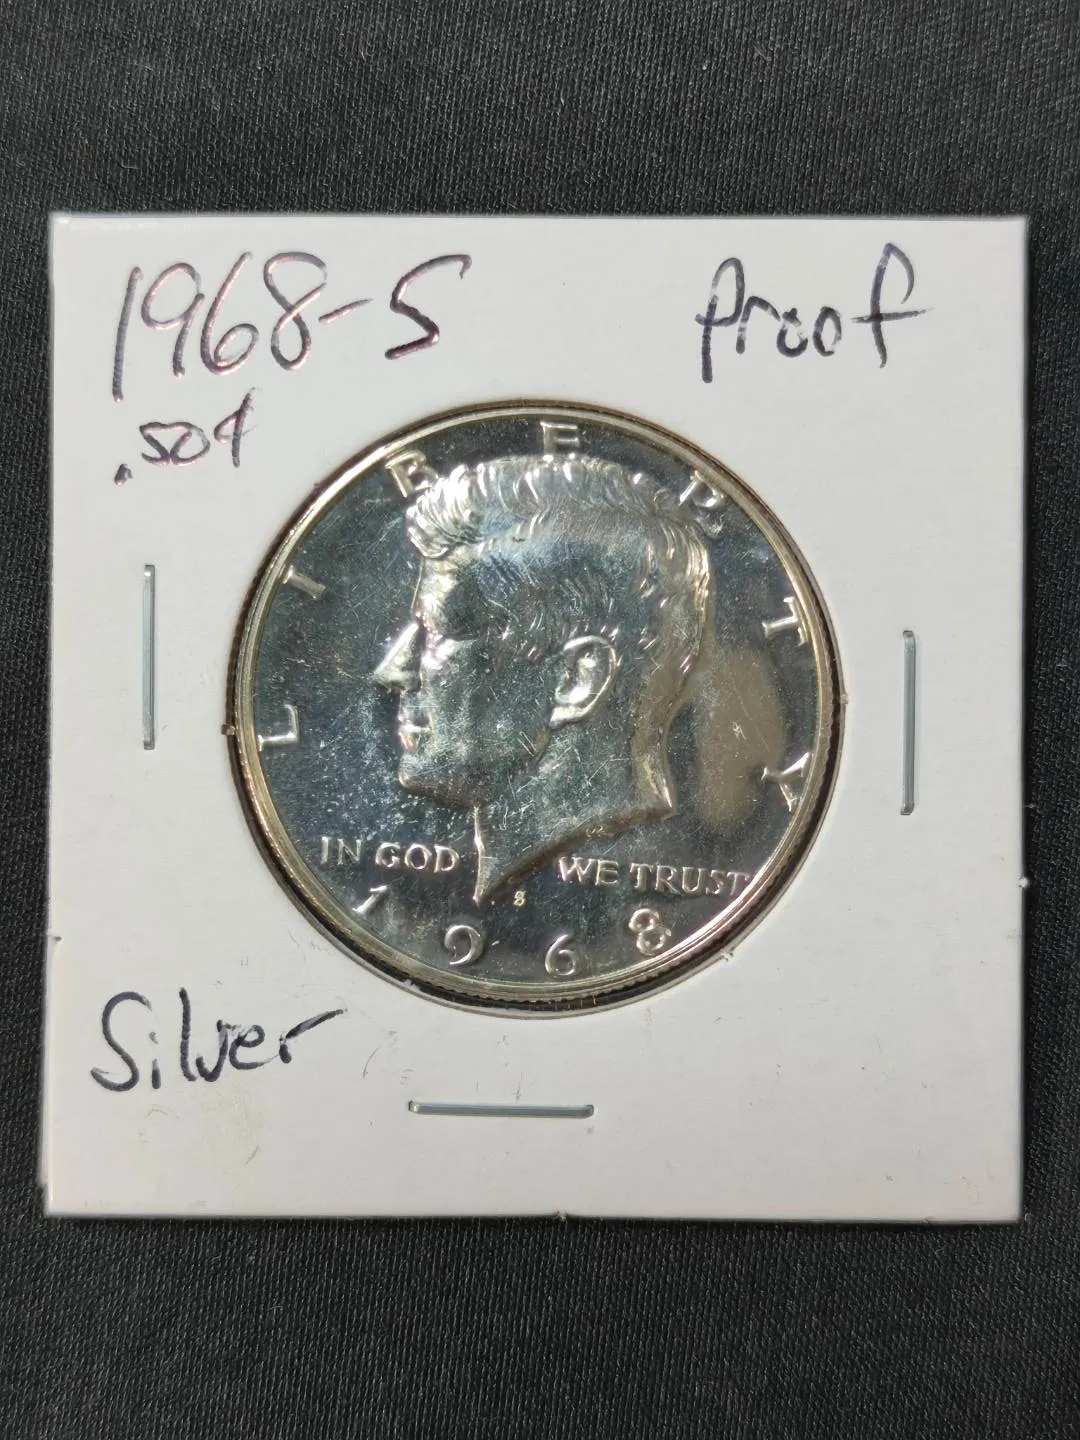 1968-S Proof
.50¢
LIBERTY
IN GOD WE TRUST
S
1968
Silver